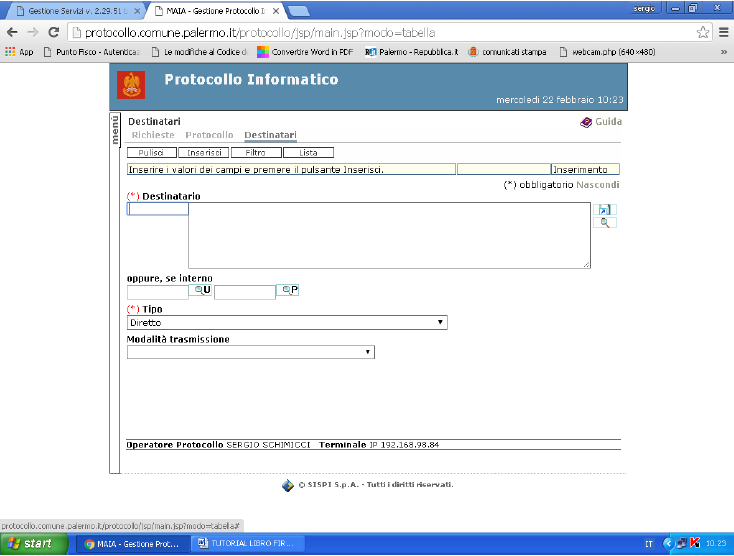 Gestione Servizi v. 2.29.51
MAIA - Gestione Protocollo I
sergio
protocollo.comune.palermo.it/protocollo/jsp/main.jsp?modo=tabella
App Punto Fisco - Autentica Le modifiche al Codice d Convertire Word in PDF Palermo - Repubblica.it comunicati stampa webcam.php (640×480) »
Protocollo Informatico
mercoledì 22 febbraio 10:23
menù
Destinatari
Guida
Richieste Protocollo Destinatari
Pulisci Inserisci Filtro Lista
Inserire i valori dei campi e premere il pulsante Inserisci. Inserimento
(*) obbligatorio Nascondi
(*) Destinatario
oppure, se interno
U P
(*) Tipo
Diretto
Modalità trasmissione
Operatore Protocollo SERGIO SCHIMICCI Terminale IP 192.168.98.84
© SISPI S.p.A. - Tutti i diritti riservati.
protocollo.comune.palermo.it/protocollo/jsp/main.jsp?modo=tabella#
start MAIA - Gestione Prot... TUTORIAL LIBRO FIR... IT 10.23